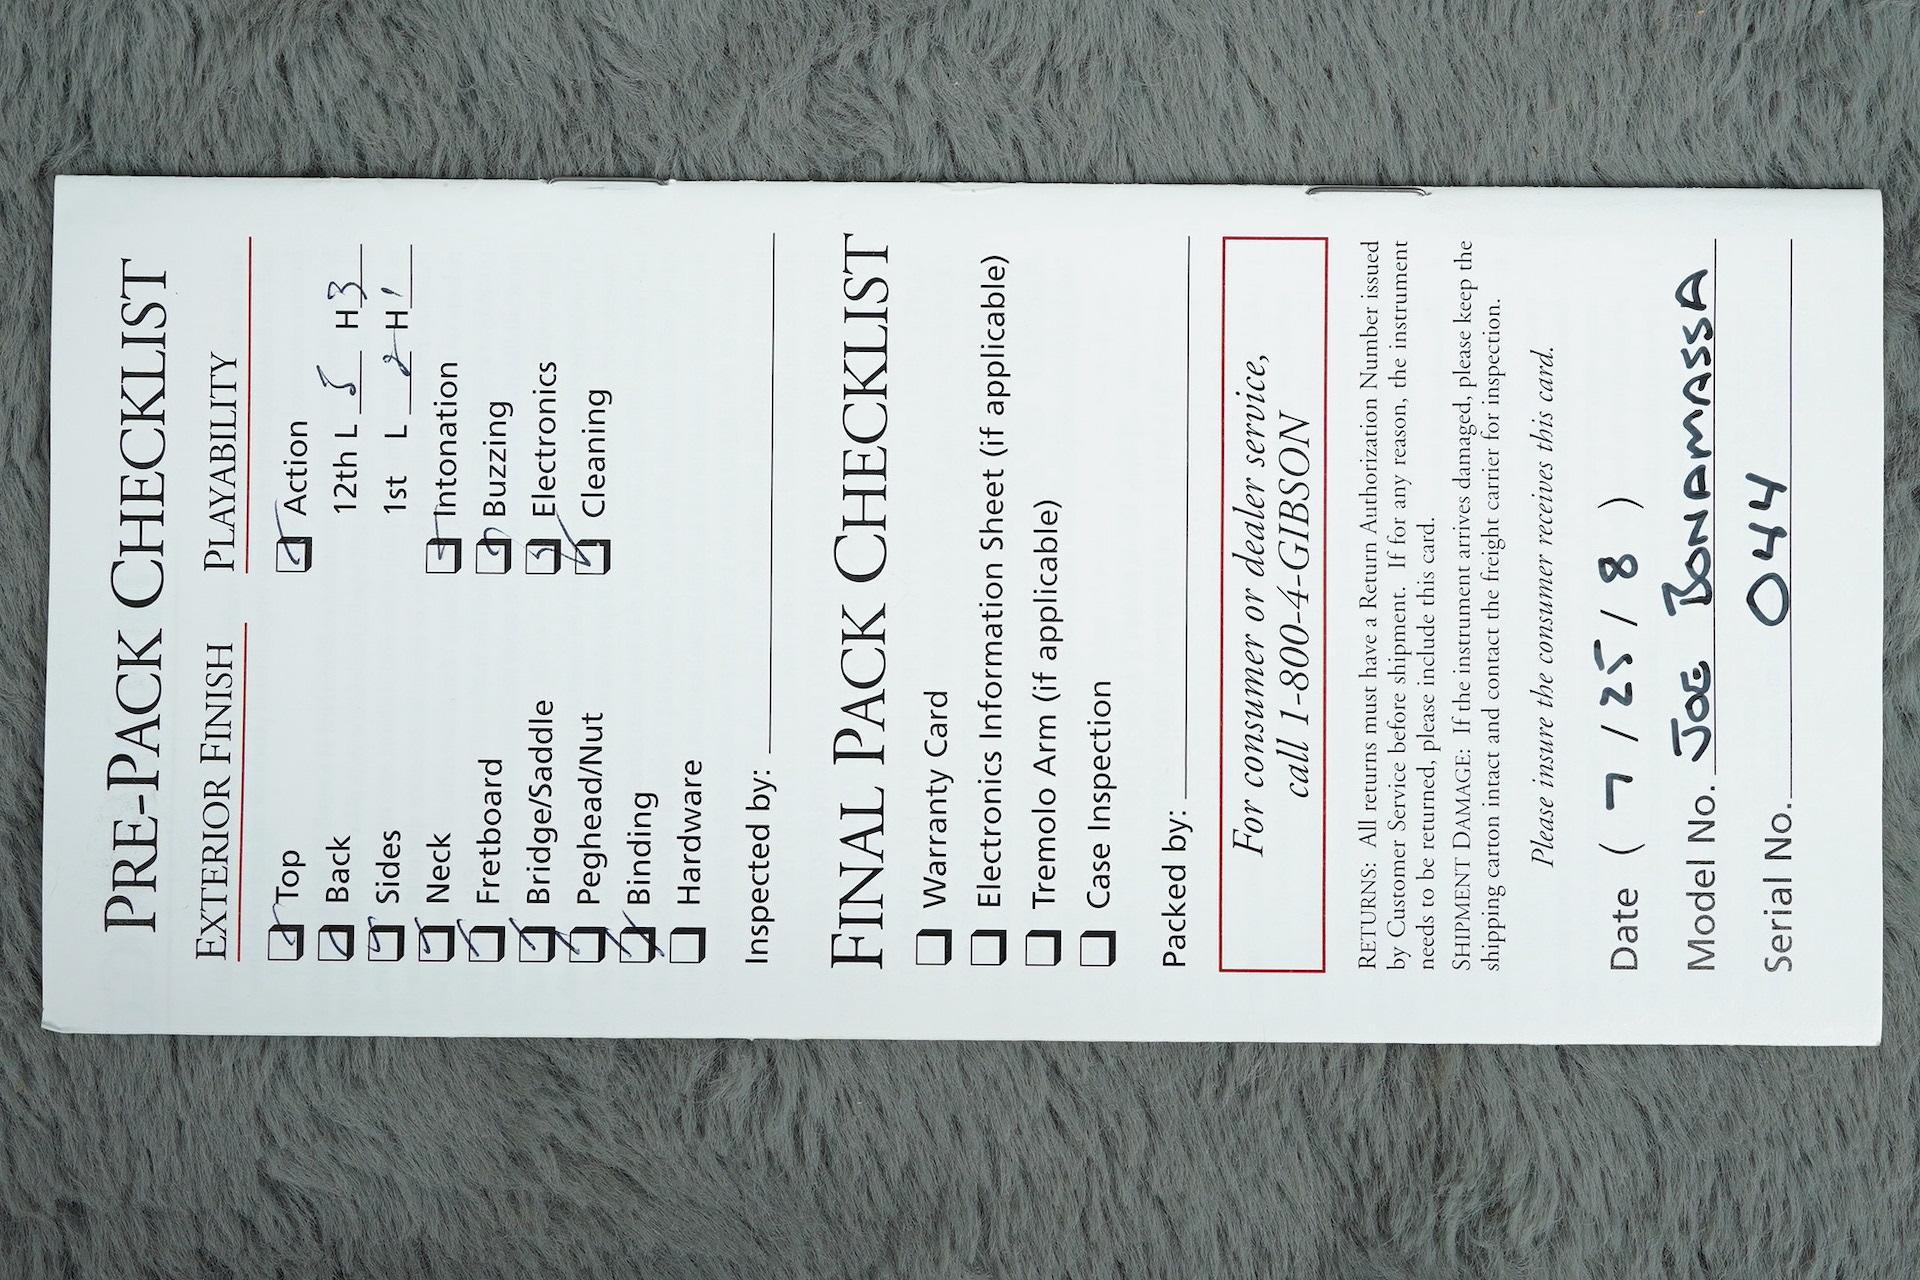 PRE-PACK CHECKLIST
EXTERIOR FINISH
Top
Back
Sides
Neck
Fretboard
Bridge/Saddle
Peghead/Nut
Binding
Hardware
PLAYABILITY
Action
12th L 5 H 3
1st L 2 H 1
Intonation
Buzzing
Electronics
Cleaning
Inspected by:
FINAL PACK CHECKLIST
Warranty Card
Electronics Information Sheet (if applicable)
Tremolo Arm (if applicable)
Case Inspection
Packed by:
For consumer or dealer service,
call 1-800-4-GIBSON
RETURNS: All returns must have a Return Authorization Number issued
by Customer Service before shipment. If for any reason, the instrument
needs to be returned, please include this card.
SHIPMENT DAMAGE: If the instrument arrives damaged, please keep the
shipping carton intact and contact the freight carrier for inspection.
Please insure the consumer receives this card.
Date ( 7 / 25 / 8 )
Model No. JOE BONAMASSA
Serial No. 044